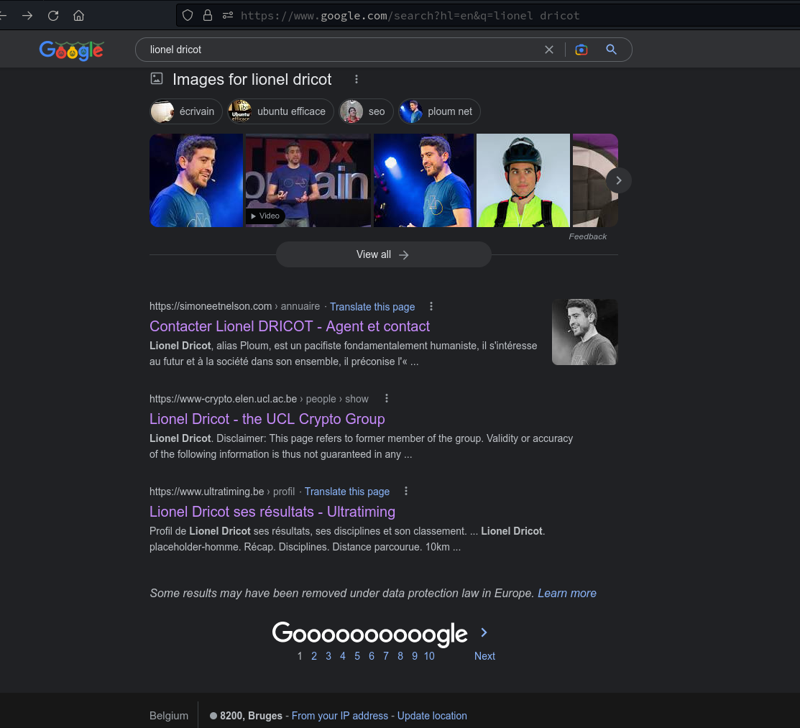 https://www.google.com/search?hl=en&q=lionel dricot
Google
lionel dricot
Images for lionel dricot
écrivain
Ubuntu
efficace
ubuntu efficace
seo
ploum net
TEDx
Video
Feedback
View all
https://simoneetnelson.com › annuaire · Translate this page
Contacter Lionel DRICOT - Agent et contact
Lionel Dricot, alias Ploum, est un pacifiste fondamentalement humaniste, il s'intéresse
au futur et à la société dans son ensemble, il préconise l'« ...
https://www-crypto.elen.ucl.ac.be › people › show
Lionel Dricot - the UCL Crypto Group
Lionel Dricot. Disclaimer: This page refers to former member of the group. Validity or accuracy
of the following information is thus not guaranteed in any ...
https://www.ultratiming.be › profil · Translate this page
Lionel Dricot ses résultats - Ultratiming
Profil de Lionel Dricot ses résultats, ses disciplines et son classement. ... Lionel Dricot.
placeholder-homme. Récap. Disciplines. Distance parcourue. 10km ...
Some results may have been removed under data protection law in Europe. Learn more
Goooooooooogle
1 2 3 4 5 6 7 8 9 10 Next
Belgium 8200, Bruges - From your IP address - Update location